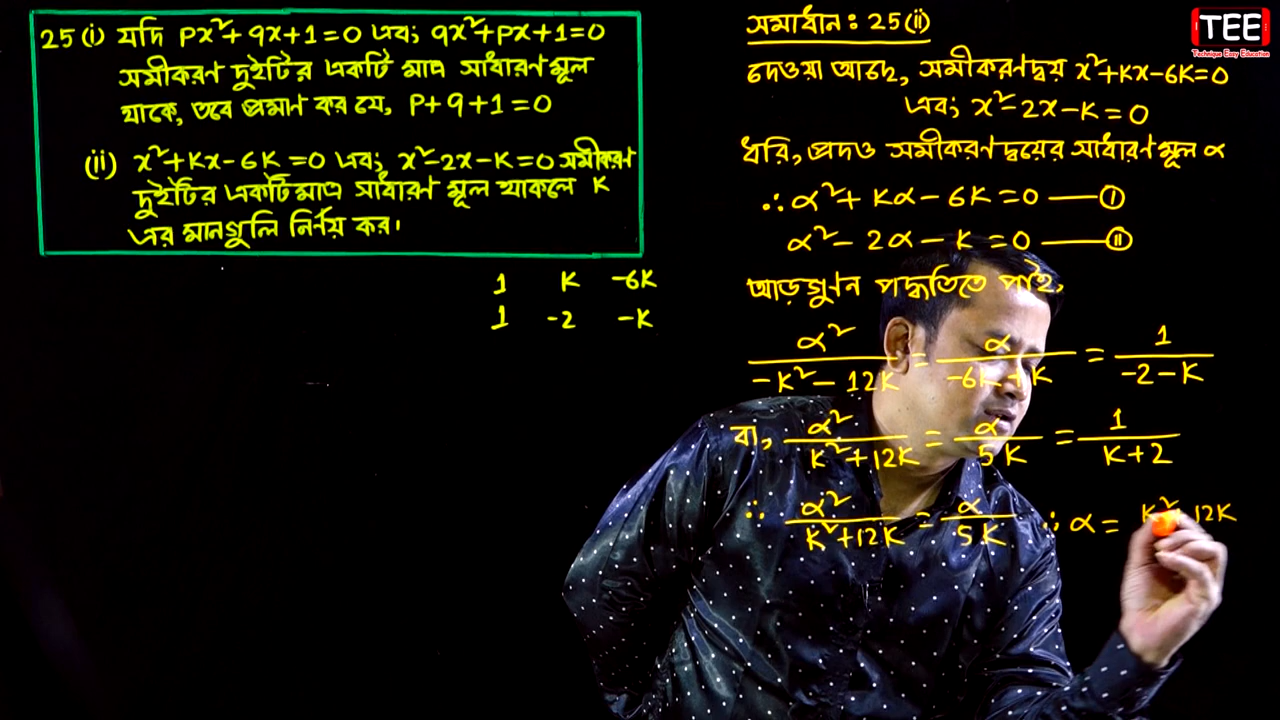 25 (i) যদি px²+qx+1=0 এবং qx²+px+1=0
সমীকরণ দুইটির একটি মাত্র সাধারণ মূল
থাকে, তবে প্রমাণ কর যে, p+q+1=0
(ii) x²+Kx-6K=0 এবং x²-2x-K=0 সমীকরণ
দুইটির একটিমাত্র সাধারণ মূল থাকলে K
এর মানগুলি নির্ণয় কর।
1 K -6K
1 -2 -K
TEE
Technique Easy Education
সমাধান: 25(ii)
দেওয়া আছে, সমীকরণদ্বয় x²+Kx-6K=0
এবং x²-2x-K=0
ধরি, প্রদত্ত সমীকরণদ্বয়ের সাধারণ মূল α
∴ α²+Kα-6K=0 —(i)
α²-2α-K=0 —(ii)
আড়গুণন পদ্ধতিতে পাই,
α²/(-K²-12K) = α/(-6K+K) = 1/(-2-K)
বা, α²/(K²+12K) = α/5K = 1/(K+2)
∴ α²/(K²+12K) = α/5K ∴ α = K²+12K